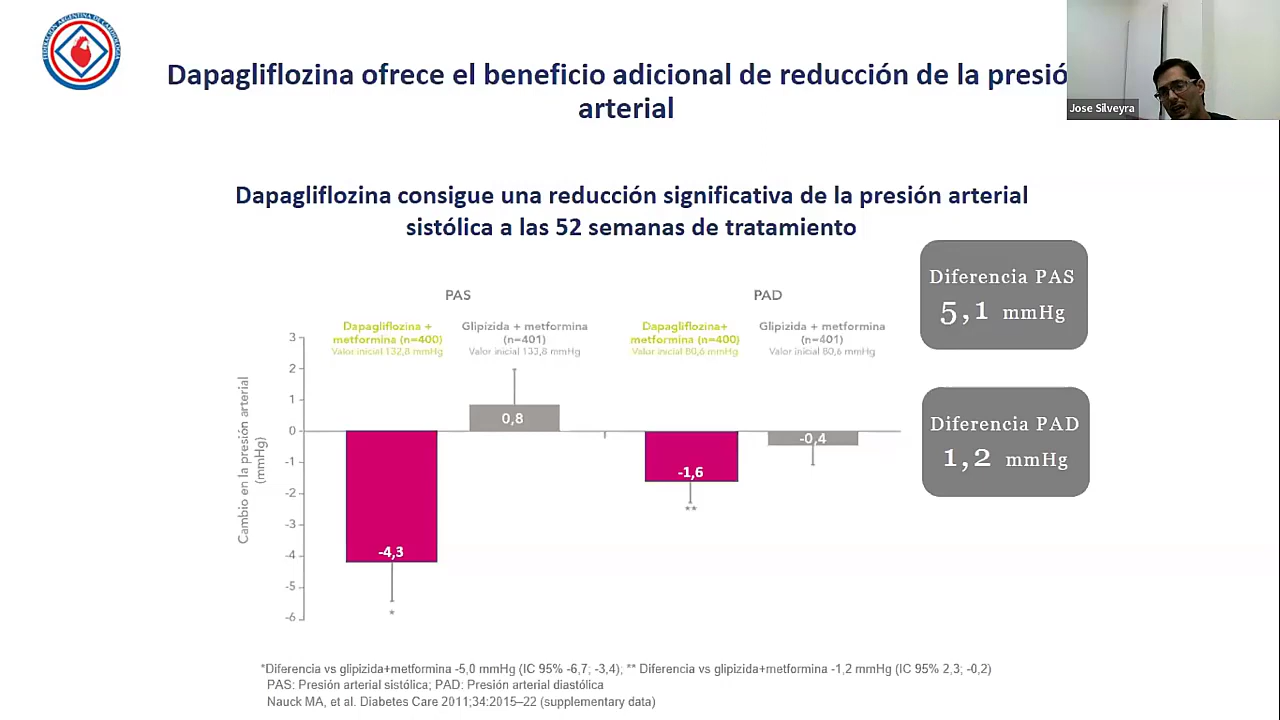 FEDERACIÓN ARGENTINA DE CARDIOLOGÍA
Dapagliflozina ofrece el beneficio adicional de reducción de la presió
arterial
Jose Silveyra
Dapagliflozina consigue una reducción significativa de la presión arterial
sistólica a las 52 semanas de tratamiento
Diferencia PAS
5,1 mmHg
Diferencia PAD
1,2 mmHg
PAS
PAD
Dapagliflozina +
metformina (n=400)
Valor inicial 132,8 mmHg
Glipizida + metformina
(n=401)
Valor inicial 133,8 mmHg
Dapagliflozina+
metformina (n=400)
Valor inicial 80,6 mmHg
Glipizida + metformina
(n=401)
Valor inicial 80,6 mmHg
Cambio en la presión arterial
(mmHg)
3
2
1
0
-1
-2
-3
-4
-5
-6
-4,3
*
0,8
-1,6
**
-0,4
*Diferencia vs glipizida+metformina -5,0 mmHg (IC 95% -6,7; -3,4); ** Diferencia vs glipizida+metformina -1,2 mmHg (IC 95% 2,3; -0,2)
PAS: Presión arterial sistólica; PAD: Presión arterial diastólica
Nauck MA, et al. Diabetes Care 2011;34:2015–22 (supplementary data)